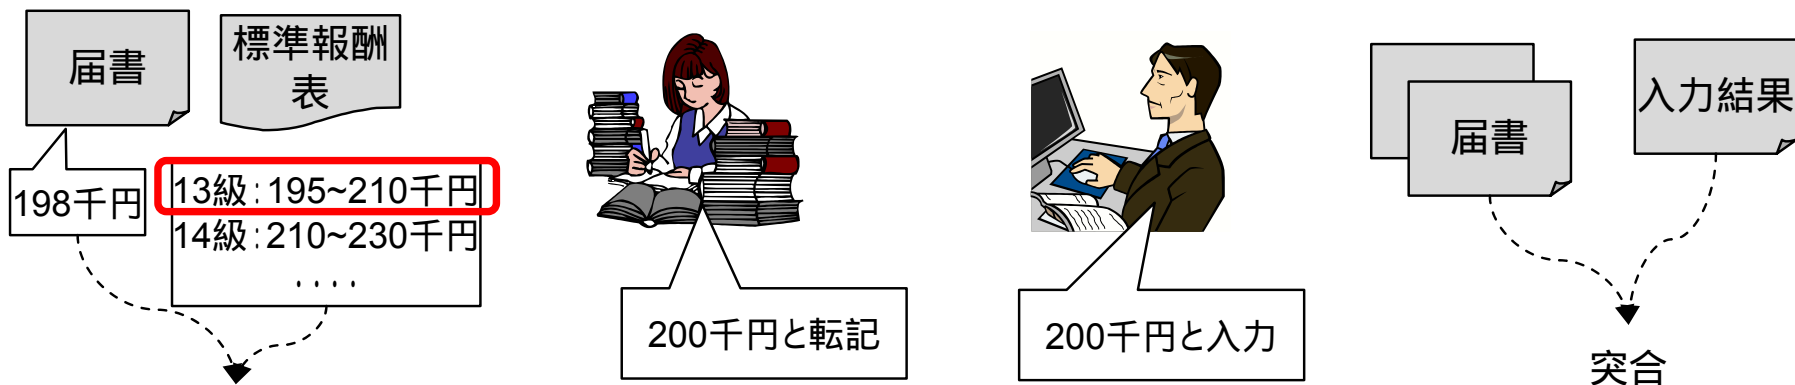 届書
標準報酬
表
198千円
13級:195~210千円
14級:210~230千円
････
200千円と転記
200千円と入力
届書
入力結果
突合